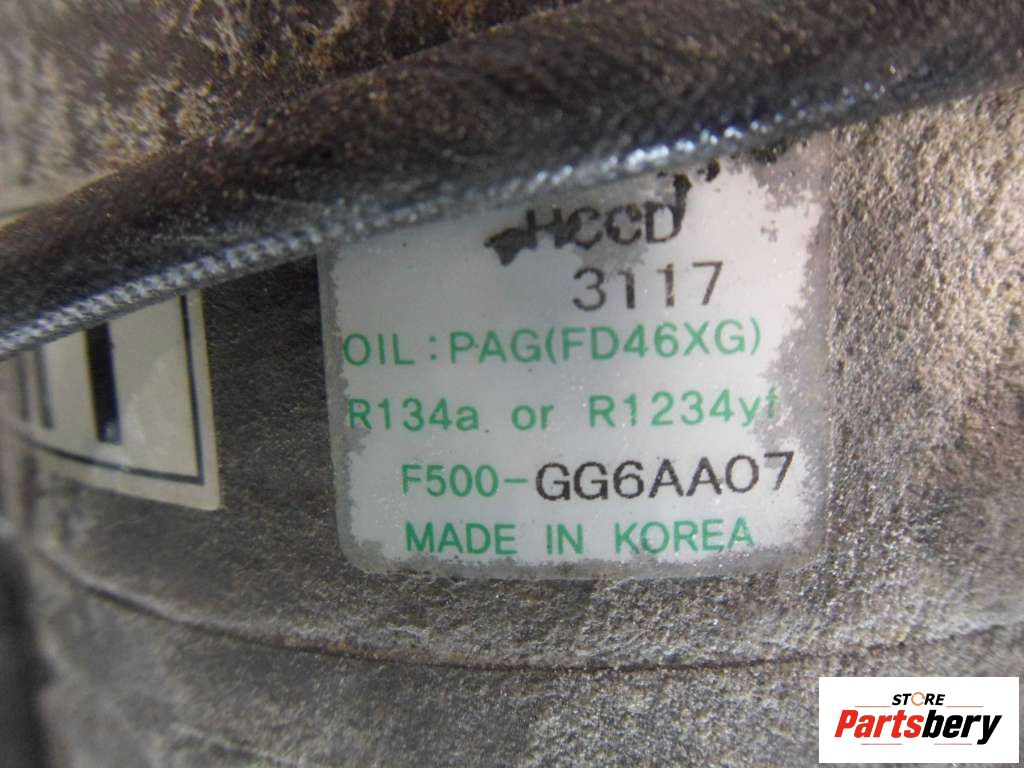 HCCD
3117
OIL : PAG(FD46XG)
R134a or R1234yf
F500-GG6AA07
MADE IN KOREA
STORE
Partsbery